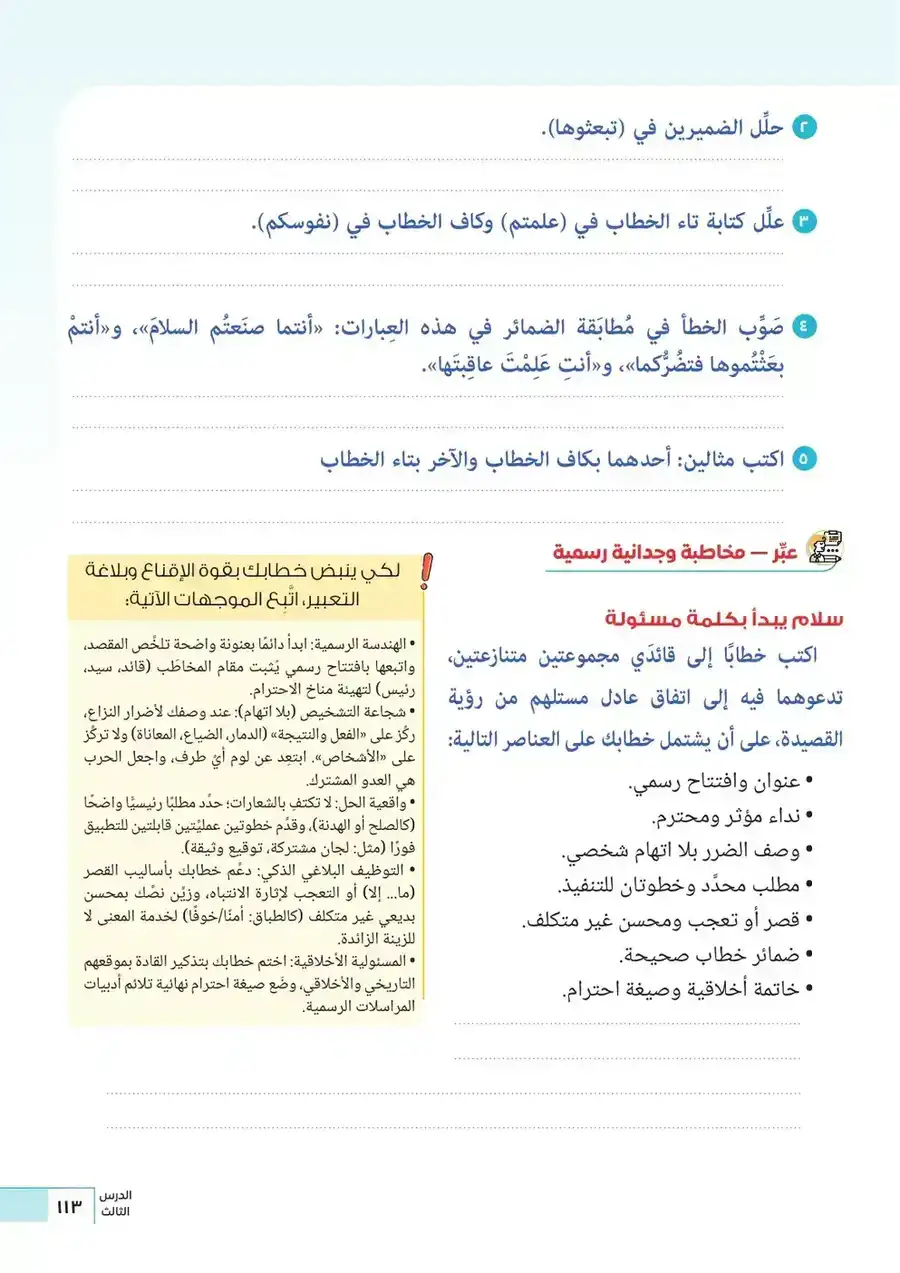 ٢ حلِّل الضميرين في (تبعثوها).
٣ علِّل كتابة تاء الخطاب في (علمتم) وكاف الخطاب في (نفوسكم).
٤ صَوِّب الخطأ في مُطابَقة الضمائر في هذه العِبارات: «أنتما صنَعتُم السلامَ»، و«أنتمْ
بعَثْتُموها فتضُرُّكما»، و«أنتِ عَلِمْتَ عاقِبتَها».
٥ اكتب مثالين: أحدهما بكاف الخطاب والآخر بتاء الخطاب
عبِّر – مخاطبة وجدانية رسمية
سلام يبدأ بكلمة مسئولة
اكتب خطابًا إلى قائدَي مجموعتين متنازعتين،
تدعوهما فيه إلى اتفاق عادل مستلهم من رؤية
القصيدة، على أن يشتمل خطابك على العناصر التالية:
• عنوان وافتتاح رسمي.
• نداء مؤثر ومحترم.
• وصف الضرر بلا اتهام شخصي.
• مطلب محدَّد وخطوتان للتنفيذ.
• قصر أو تعجب ومحسن غير متكلف.
• ضمائر خطاب صحيحة.
• خاتمة أخلاقية وصيغة احترام.
!
لكي ينبض خطابك بقوة الإقناع وبلاغة
التعبير، اتَّبِع الموجهات الآتية:
• الهندسة الرسمية: ابدأ دائمًا بعنونة واضحة تلخِّص المقصد،
واتبعها بافتتاح رسمي يُثبت مقام المخاطَب (قائد، سيد،
رئيس) لتهيئة مناخ الاحترام.
• شجاعة التشخيص (بلا اتهام): عند وصفك لأضرار النزاع،
ركِّز على «الفعل والنتيجة» (الدمار، الضياع، المعاناة) ولا تركِّز
على «الأشخاص». ابتعِد عن لوم أيِّ طرف، واجعل الحرب
هي العدو المشترك.
• واقعية الحل: لا تكتفِ بالشعارات؛ حدِّد مطلبًا رئيسيًّا واضحًا
(كالصلح أو الهدنة)، وقدِّم خطوتين عمليَّتين قابلتين للتطبيق
فورًا (مثل: لجان مشتركة، توقيع وثيقة).
• التوظيف البلاغي الذكي: دعِّم خطابك بأساليب القصر
(ما... إلا) أو التعجب لإثارة الانتباه، وزيِّن نصَّك بمحسن
بديعي غير متكلف (كالطباق: أمنًا/خوفًا) لخدمة المعنى لا
للزينة الزائدة.
• المسئولية الأخلاقية: اختم خطابك بتذكير القادة بموقعهم
التاريخي والأخلاقي، وضَع صيغة احترام نهائية تلائم أدبيات
المراسلات الرسمية.
الدرس
الثالث
١١٣